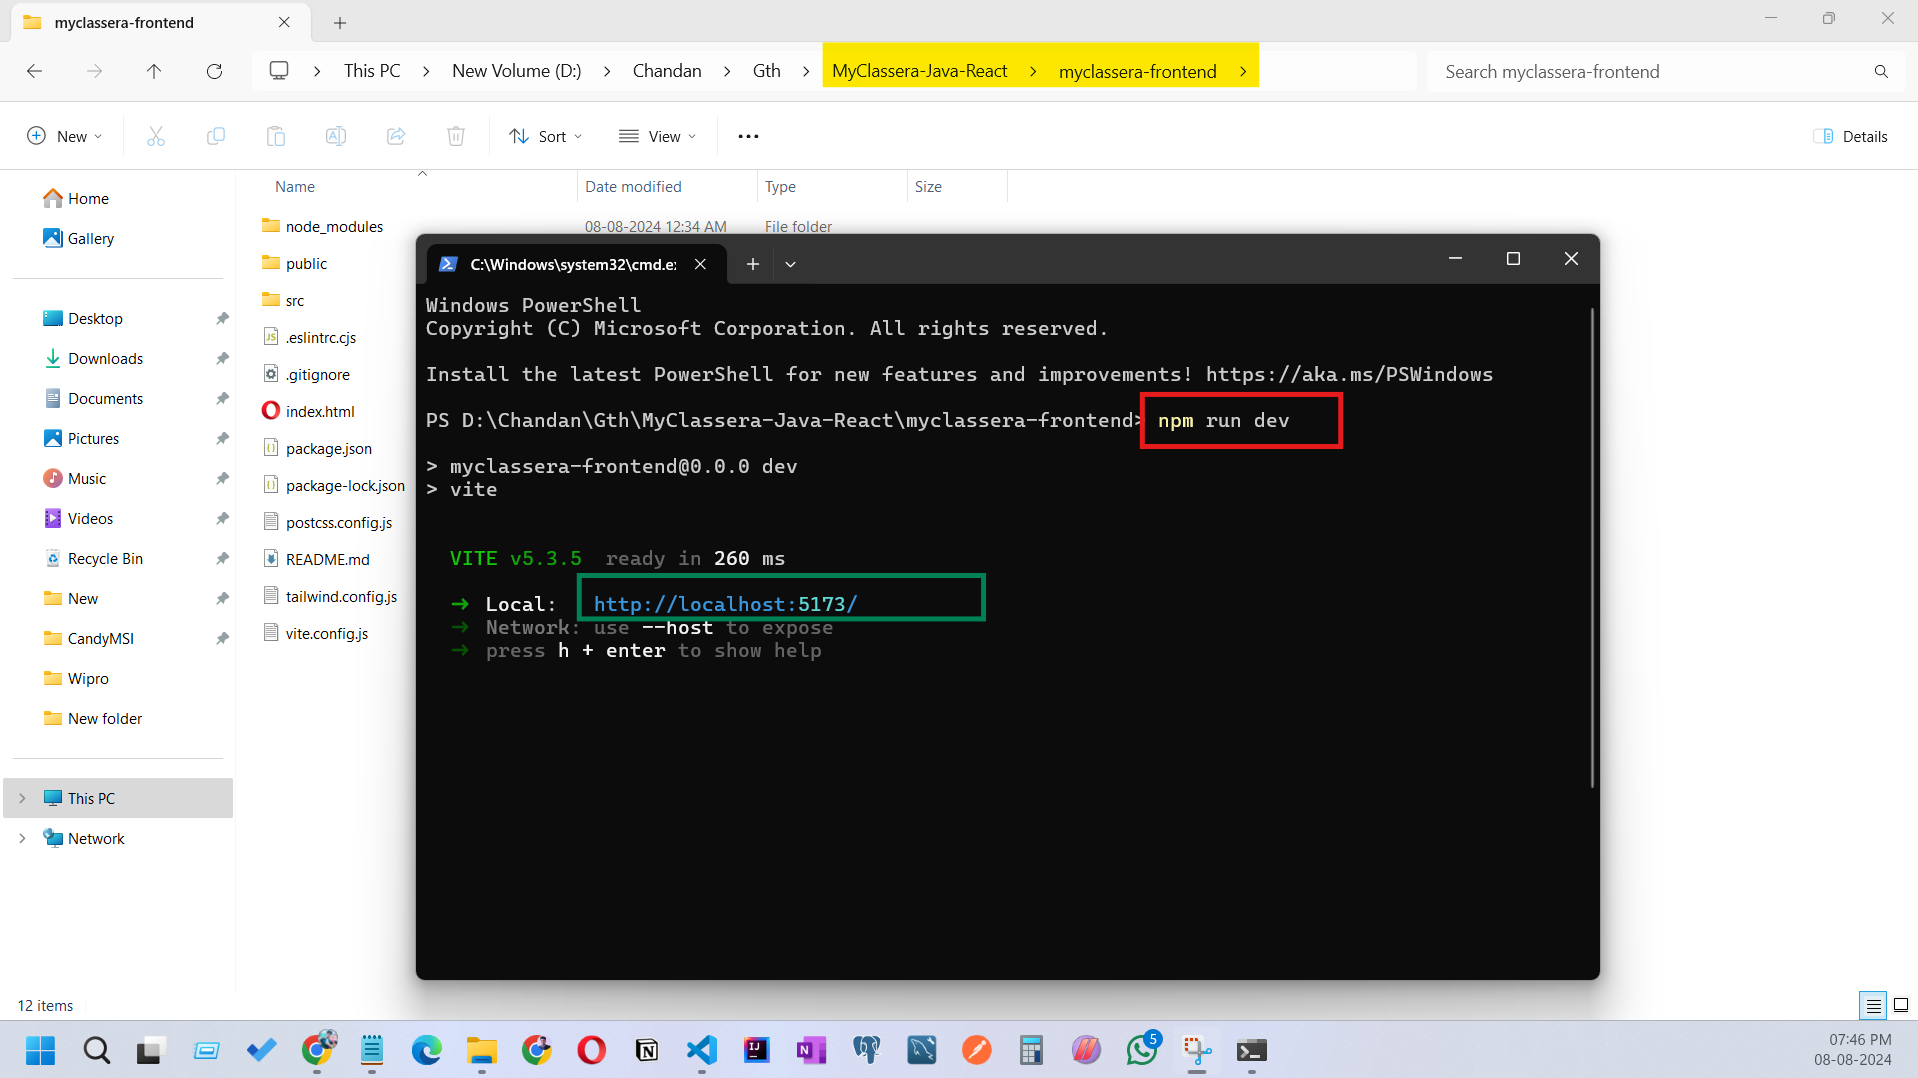 myclassera-frontend
This PC > New Volume (D:) > Chandan > Gth > MyClassera-Java-React > myclassera-frontend >
Search myclassera-frontend
New
Sort
View
Details
Name
Date modified
Type
Size
Home
Gallery
Desktop
Downloads
Documents
Pictures
Music
Videos
Recycle Bin
New
CandyMSI
Wipro
New folder
This PC
Network
node_modules 08-08-2024 12:34 AM File folder
public
src
.eslintrc.cjs
.gitignore
index.html
package.json
package-lock.json
postcss.config.js
README.md
tailwind.config.js
vite.config.js
C:\Windows\system32\cmd.e
Windows PowerShell
Copyright (C) Microsoft Corporation. All rights reserved.
Install the latest PowerShell for new features and improvements! https://aka.ms/PSWindows
PS D:\Chandan\Gth\MyClassera-Java-React\myclassera-frontend> npm run dev
> myclassera-frontend@0.0.0 dev
> vite
VITE v5.3.5 ready in 260 ms
➜ Local: http://localhost:5173/
➜ Network: use --host to expose
➜ press h + enter to show help
12 items
5
07:46 PM
08-08-2024